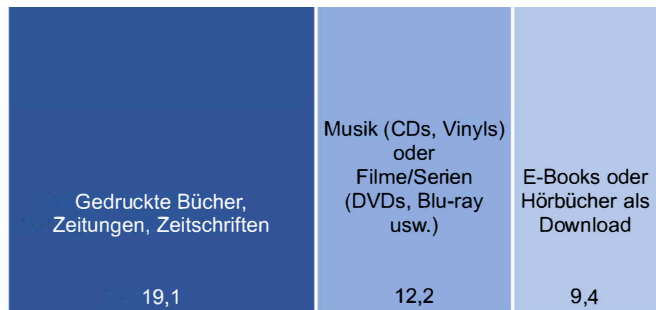 Gedruckte Bücher,
Zeitungen, Zeitschriften
19,1
Musik (CDs, Vinyls)
oder
Filme/Serien
(DVDs, Blu-ray
usw.)
12,2
E-Books oder
Hörbücher als
Download
9,4